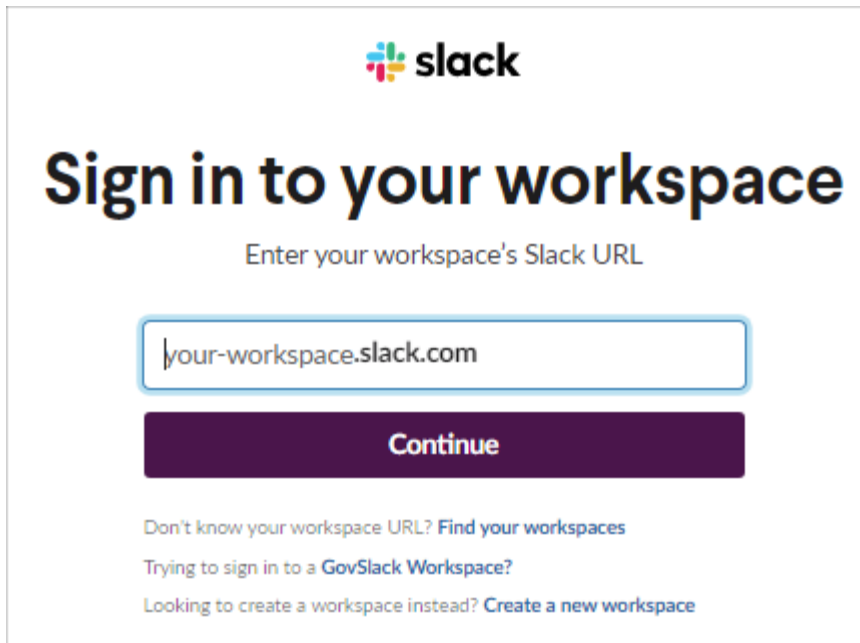 slack
Sign in to your workspace
Enter your workspace's Slack URL
your-workspace.slack.com
Continue
Don't know your workspace URL? Find your workspaces
Trying to sign in to a GovSlack Workspace?
Looking to create a workspace instead? Create a new workspace